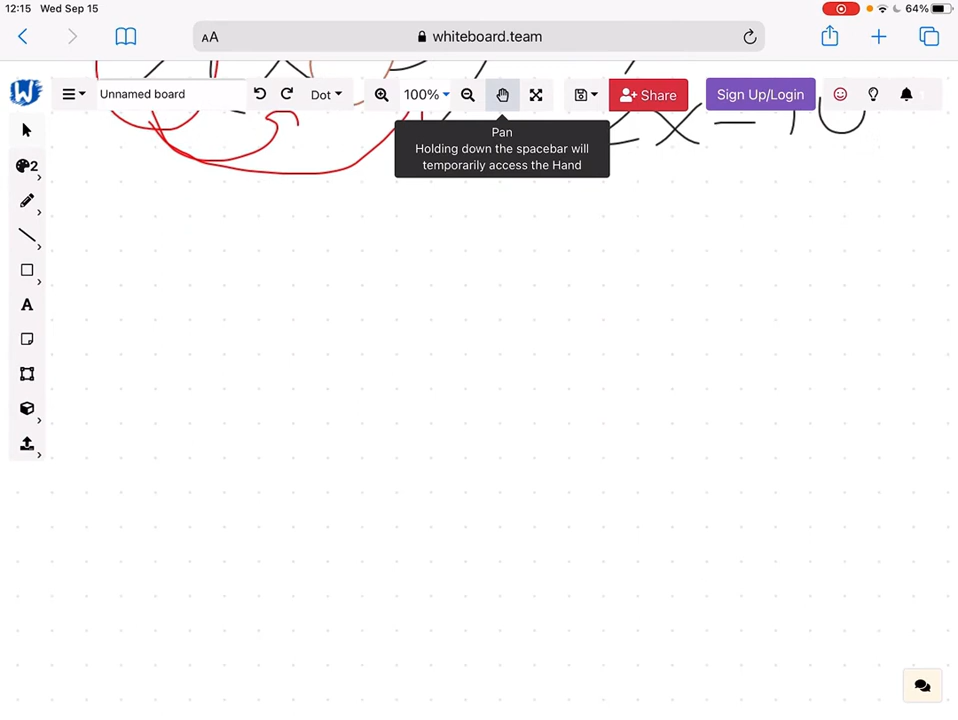 12:15 Wed Sep 15 64%
AA whiteboard.team
Unnamed board Dot 100% Share Sign Up/Login
Pan
Holding down the spacebar will
temporarily access the Hand
x = 10
2
A